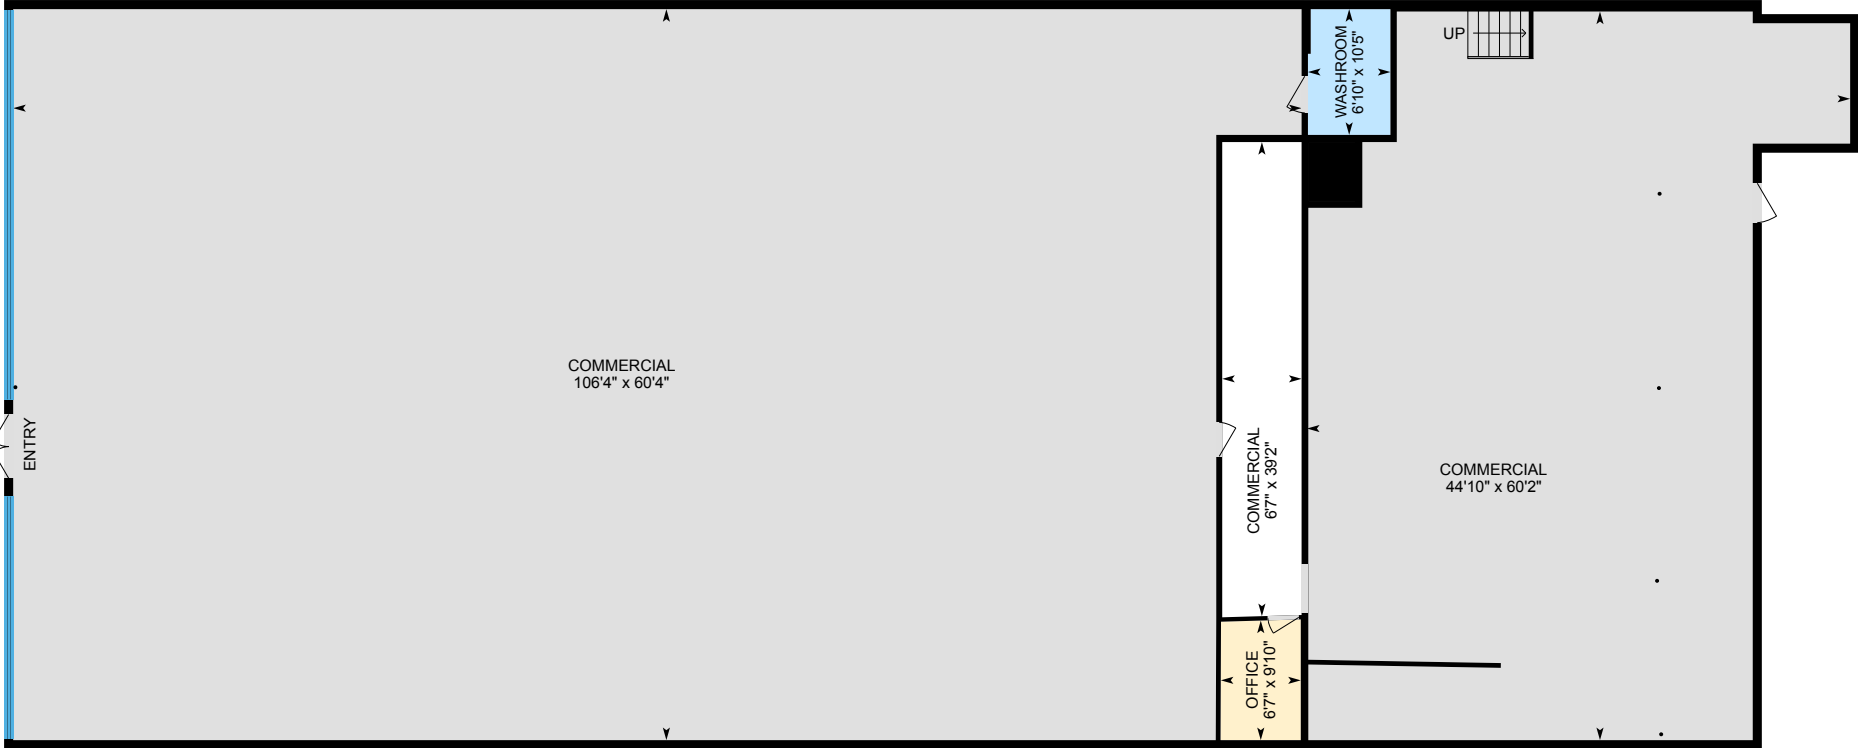 COMMERCIAL
106'4" x 60'4"
ENTRY
WASHROOM
6'10" x 10'5"
UP
COMMERCIAL
6'7" x 39'2"
COMMERCIAL
44'10" x 60'2"
OFFICE
6'7" x 9'10"